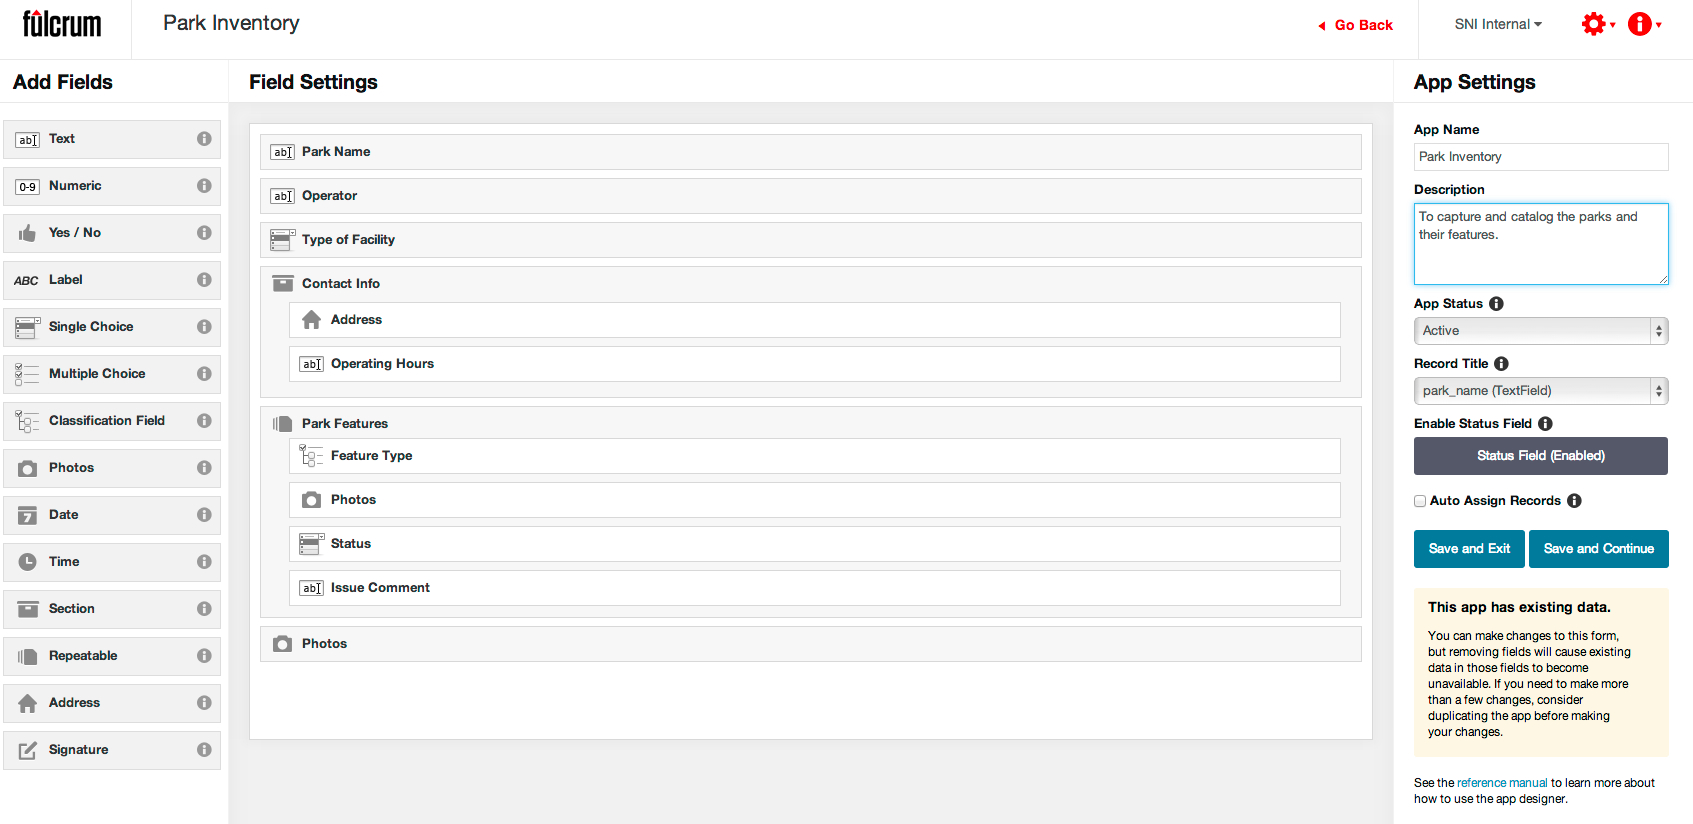 fulcrum
Park Inventory
Go Back
SNI Internal
Add Fields
Text
Numeric
Yes / No
Label
Single Choice
Multiple Choice
Classification Field
Photos
Date
Time
Section
Repeatable
Address
Signature
ab
0-9
ABC
7
Field Settings
ab Park Name
ab Operator
Type of Facility
Contact Info
Address
ab Operating Hours
Park Features
Feature Type
Photos
Status
ab Issue Comment
Photos
App Settings
App Name
Park Inventory
Description
To capture and catalog the parks and
their features.
App Status
Active
Record Title
park_name (TextField)
Enable Status Field
Status Field (Enabled)
Auto Assign Records
Save and Exit
Save and Continue
This app has existing data.
You can make changes to this form,
but removing fields will cause existing
data in those fields to become
unavailable. If you need to make more
than a few changes, consider
duplicating the app before making
your changes.
See the reference manual to learn more about
how to use the app designer.